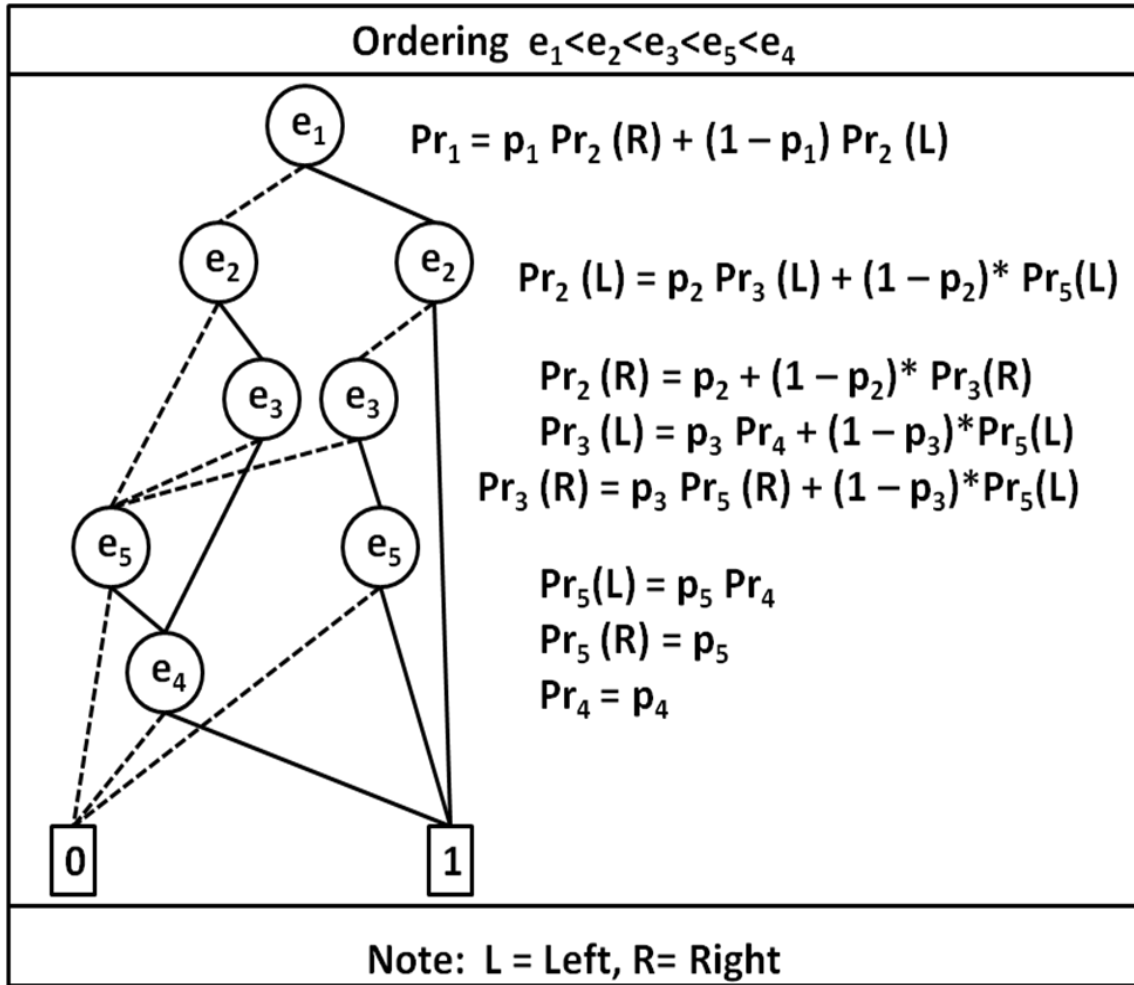 Ordering e₁<e₂<e₃<e₅<e₄
e₁
Pr₁ = p₁ Pr₂ (R) + (1 – p₁) Pr₂ (L)
e₂ e₂
Pr₂ (L) = p₂ Pr₃ (L) + (1 – p₂)* Pr₅(L)
e₃ e₃
Pr₂ (R) = p₂ + (1 – p₂)* Pr₃(R)
Pr₃ (L) = p₃ Pr₄ + (1 – p₃)*Pr₅(L)
Pr₃ (R) = p₃ Pr₅ (R) + (1 – p₃)*Pr₅(L)
e₅ e₅
Pr₅(L) = p₅ Pr₄
Pr₅ (R) = p₅
e₄
Pr₄ = p₄
0 1
Note: L = Left, R= Right